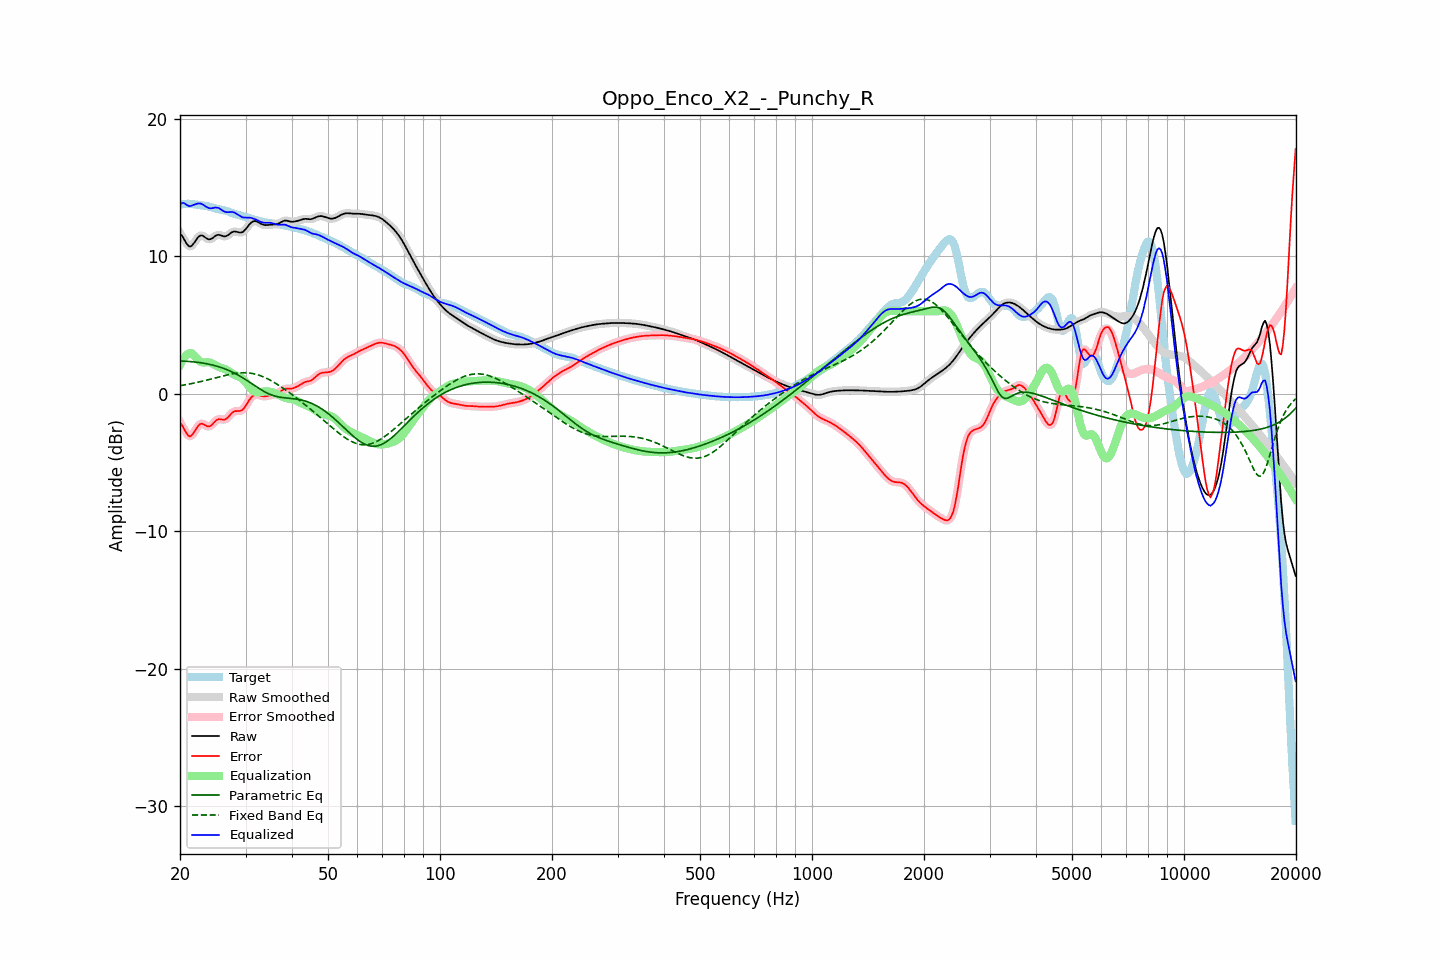 Oppo_Enco_X2_-_Punchy_R
20
10
0
−10
−20
−30
Amplitude (dBr)
Target
Raw Smoothed
Error Smoothed
Raw
Error
Equalization
Parametric Eq
Fixed Band Eq
Equalized
20 50 100 200 500 1000 2000 5000 10000 20000
Frequency (Hz)